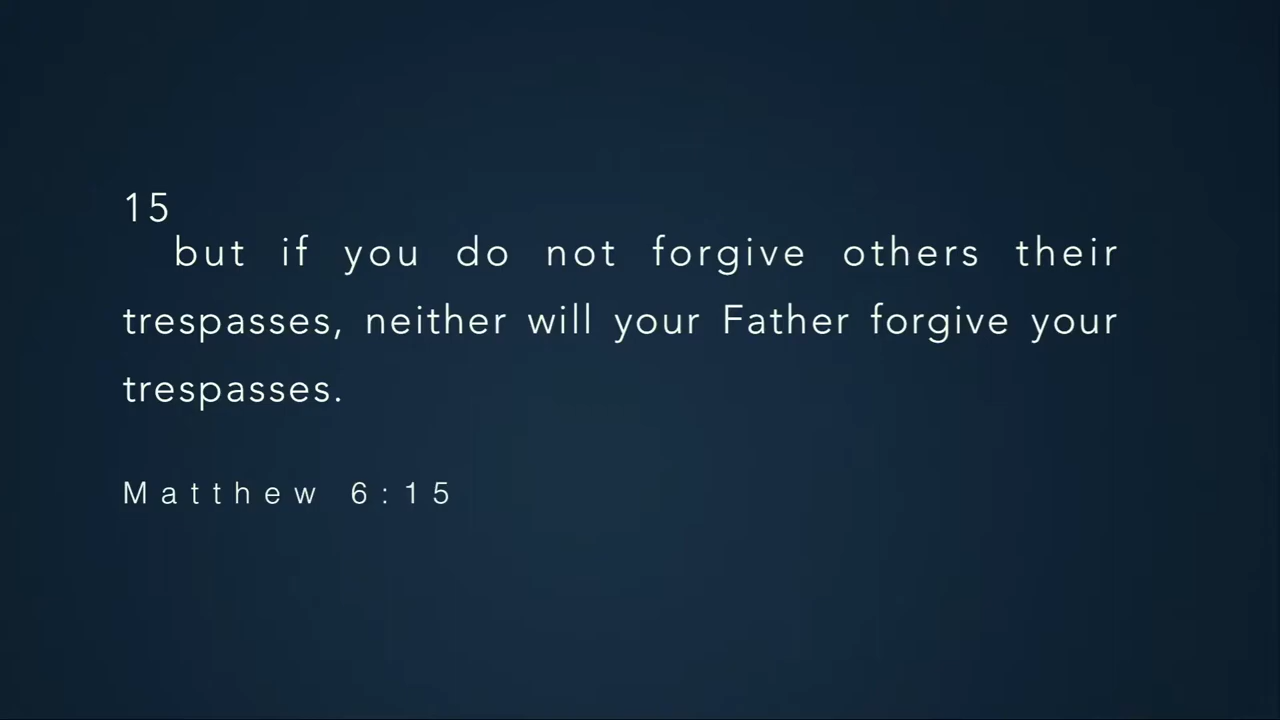 15
but if you do not forgive others their
trespasses, neither will your Father forgive your
trespasses.
Matthew 6:15